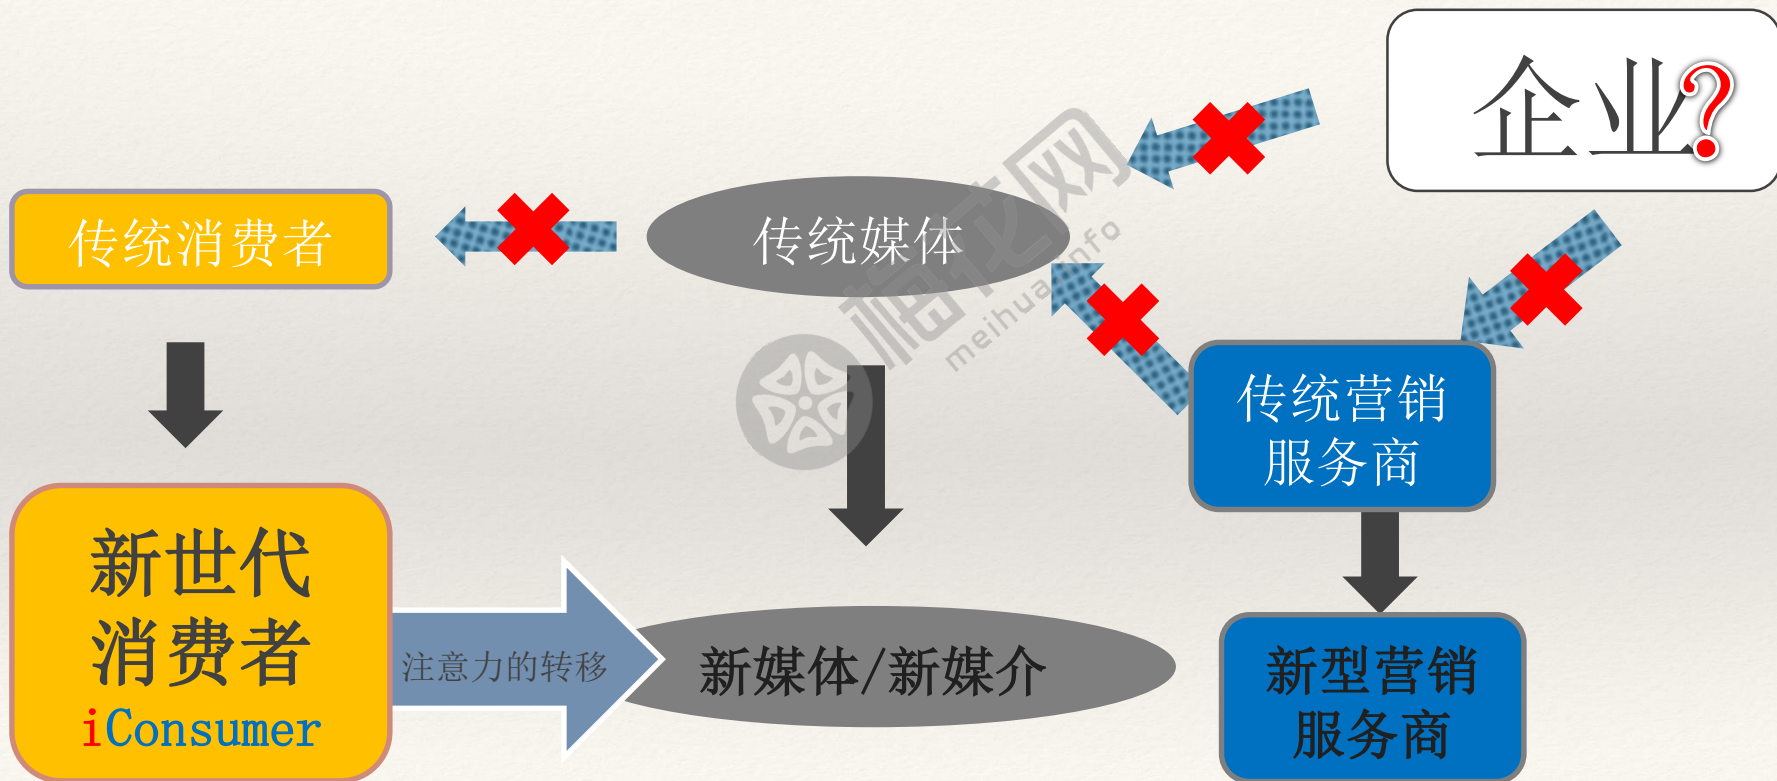 企业?
传统消费者
传统媒体
梅花网
meihua.info
传统营销
服务商
新世代
消费者
iConsumer
注意力的转移
新媒体/新媒介
新型营销
服务商